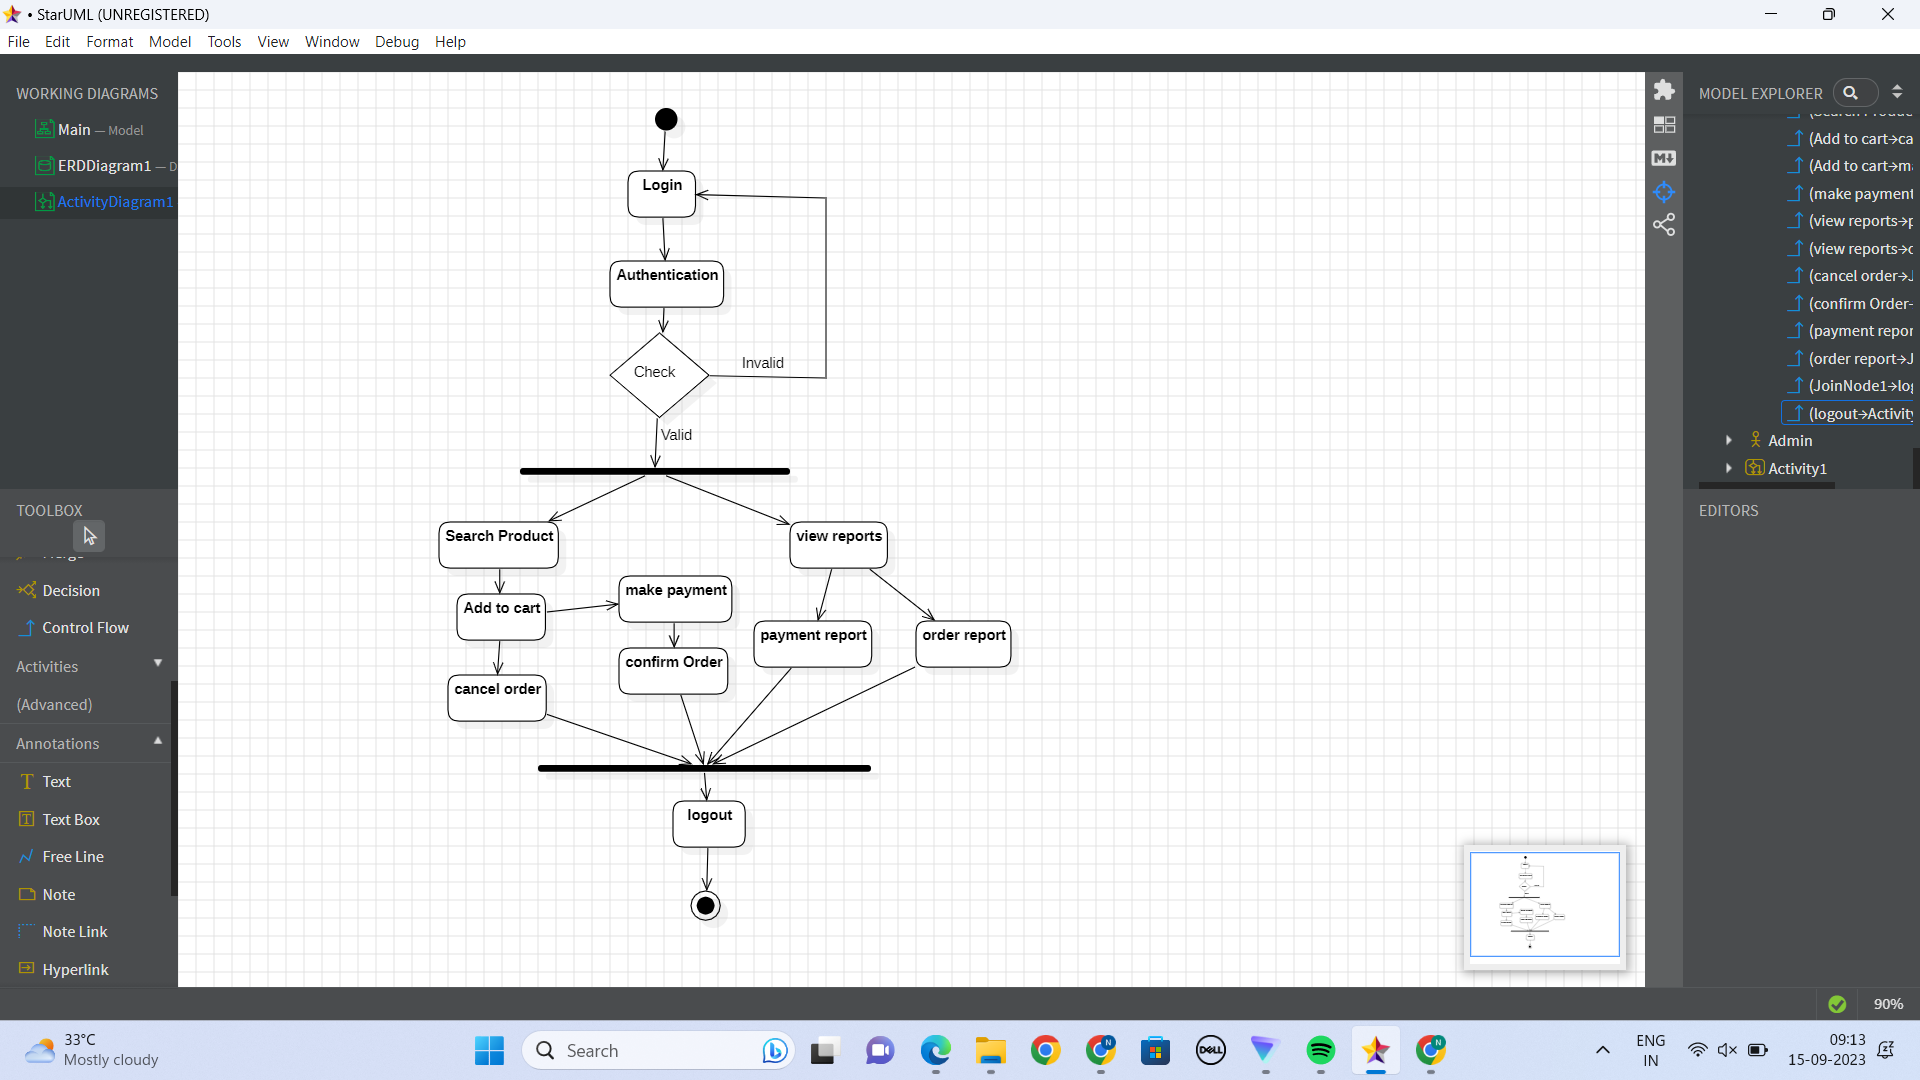 • StarUML (UNREGISTERED)
File Edit Format Model Tools View Window Debug Help
WORKING DIAGRAMS
Main — Model
ERDDiagram1 — D
ActivityDiagram1
TOOLBOX
Merge
Decision
Control Flow
Activities
(Advanced)
Annotations
Text
Text Box
Free Line
Note
Note Link
Hyperlink
Login
Authentication
Check
Invalid
Valid
Search Product
view reports
Add to cart
make payment
payment report
order report
confirm Order
cancel order
logout
MODEL EXPLORER
(Search Produc
(Add to cart→ca
(Add to cart→m
(make payment
(view reports→p
(view reports→o
(cancel order→J
(confirm Order-
(payment repor
(order report→J
(JoinNode1→log
(logout→Activity
Admin
Activity1
EDITORS
90%
33°C
Mostly cloudy
Search
N
DELL
N
ENG
IN
09:13
15-09-2023